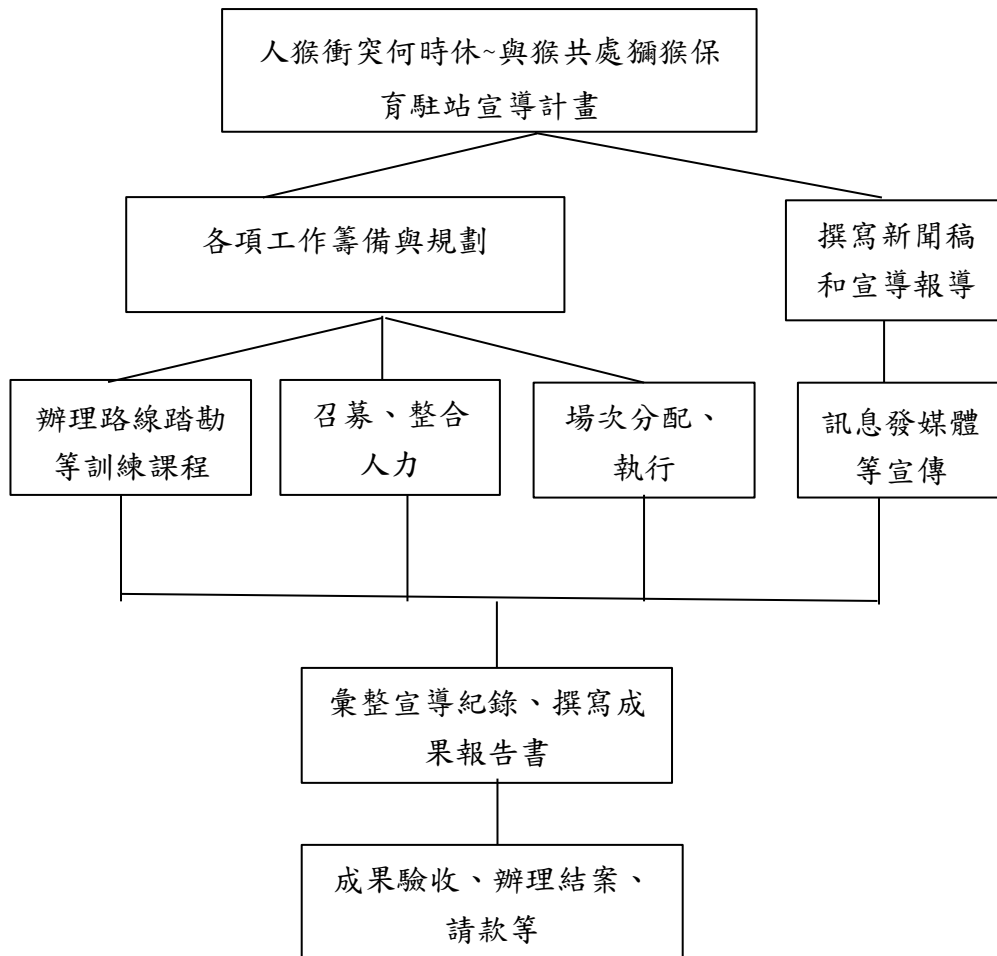 人猴衝突何時休~與猴共處獼猴保
育駐站宣導計畫
各項工作籌備與規劃
撰寫新聞稿
和宣導報導
辦理路線踏勘
等訓練課程
召募、整合
人力
場次分配、
執行
訊息發媒體
等宣傳
彙整宣導紀錄、撰寫成
果報告書
成果驗收、辦理結案、
請款等